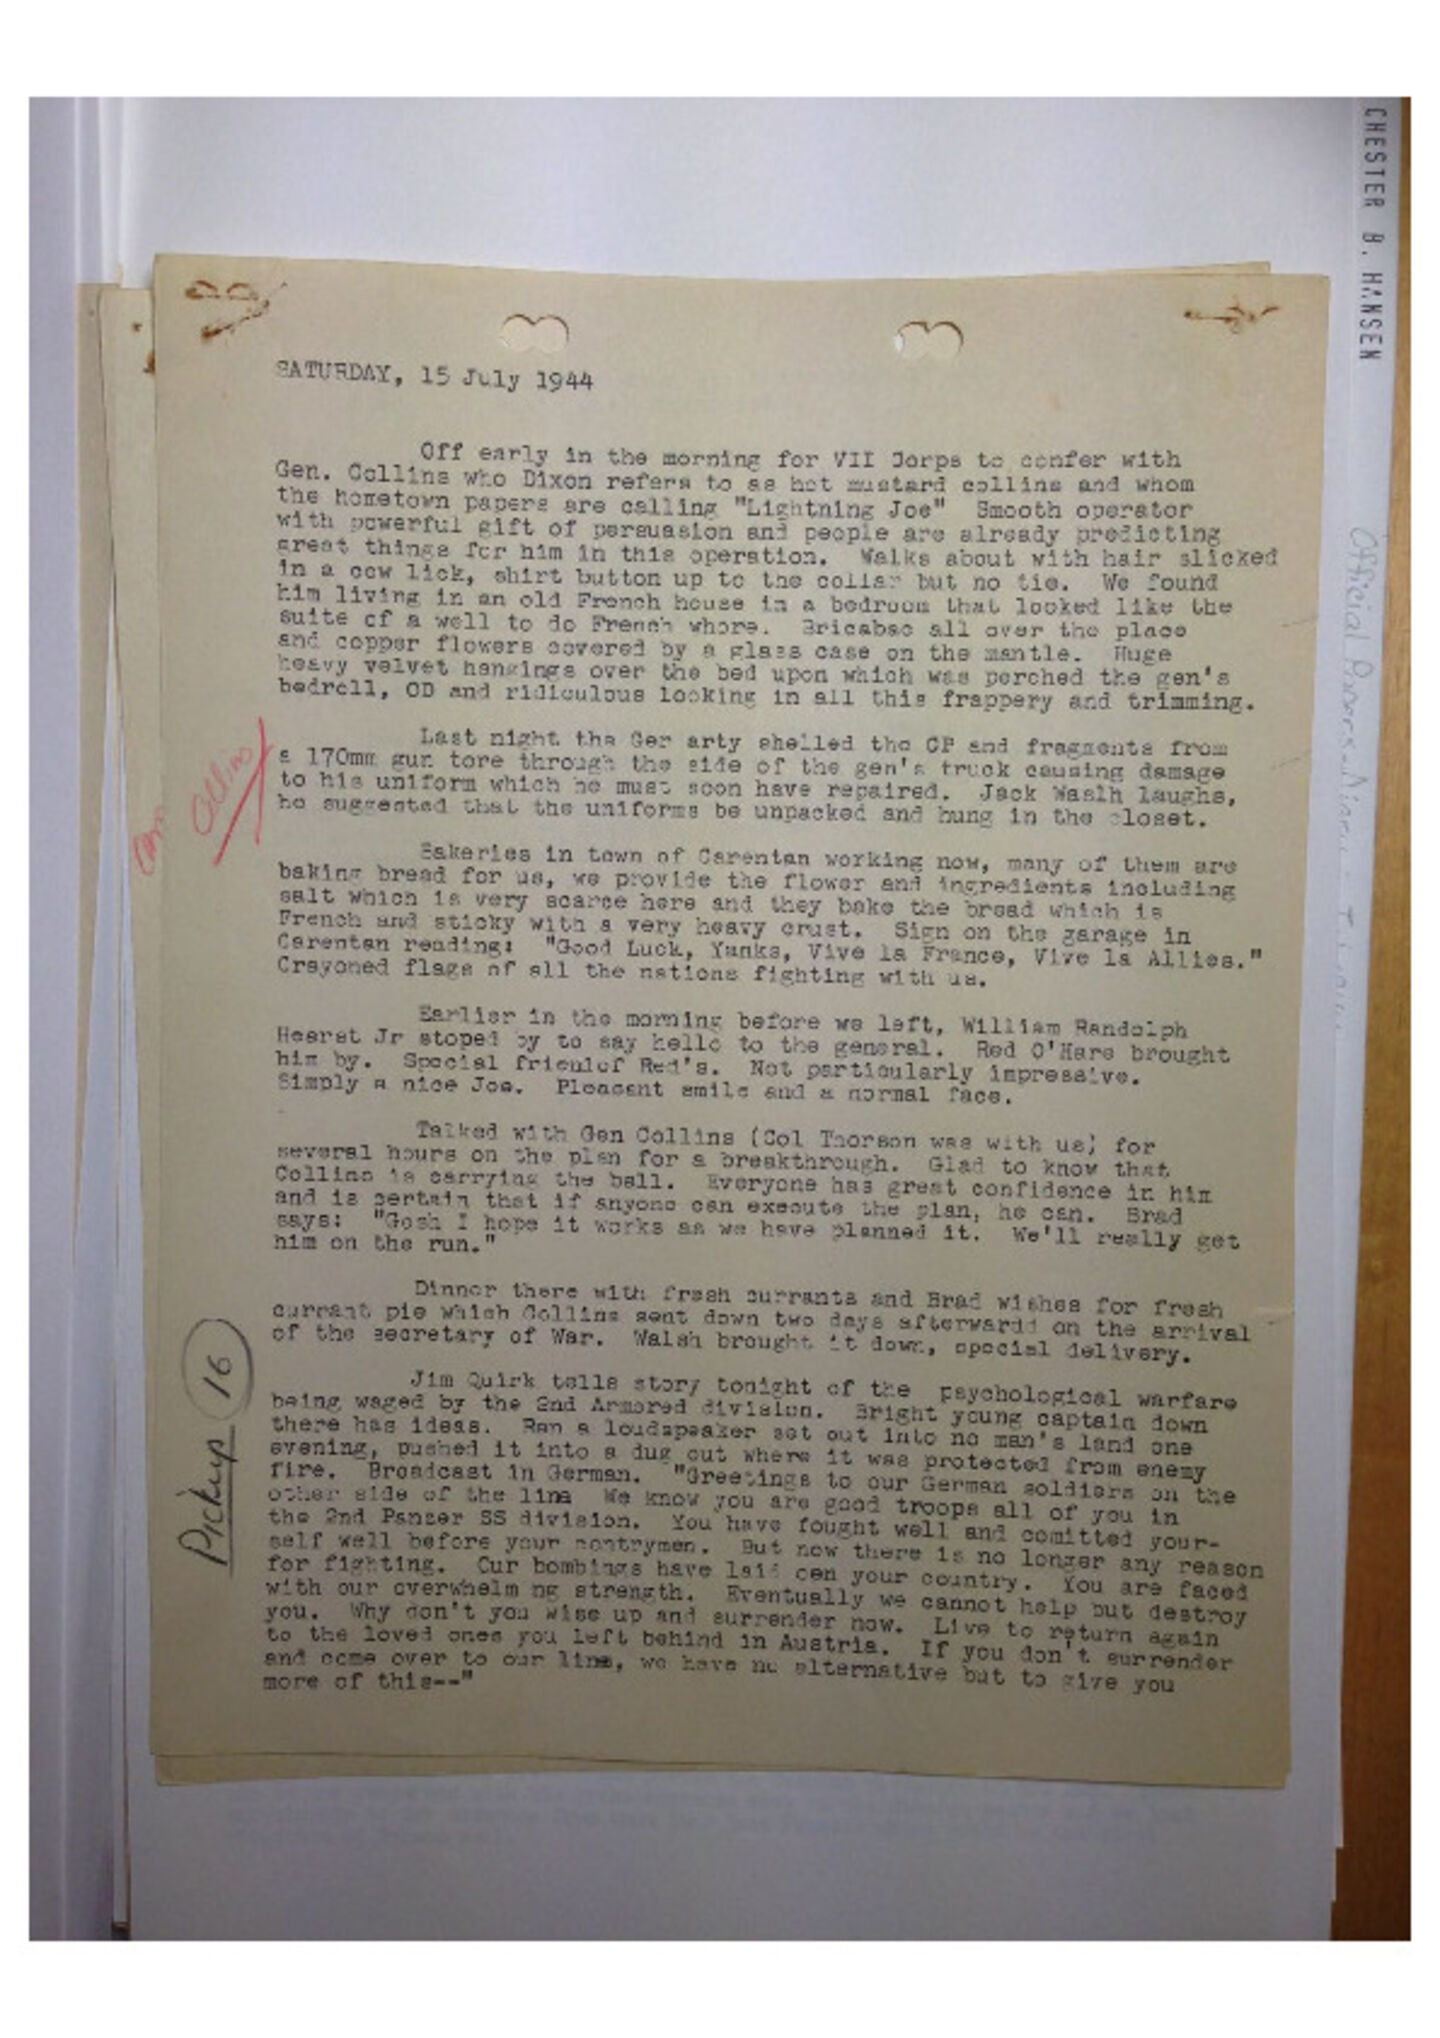 CHESTER B. HANSEN
Official Papers
SATURDAY, 15 July 1944
Off early in the morning for VII Corps to confer with
Gen. Collins who Dixon refers to as hot mustard collins and whom
the hometown papers are calling "Lightning Joe" Smooth operator
with powerful gift of persuasion and people are already predicting
great things for him in this operation. Walks about with hair slicked
in a cow lick, shirt button up to the collar but no tie. We found
him living in an old French house in a bedroom that looked like the
suite of a well to do French whore. Bricabac all over the place
and copper flowers covered by a glass case on the mantle. Huge
heavy velvet hangings over the bed upon which was perched the gen's
bedroll, OD and ridiculous looking in all this frappery and trimming.
Last night the Ger arty shelled the CP and fragments from
a 170mm gun tore through the side of the gen's truck causing damage
to his uniform which he must soon have repaired. Jack Waslh laughs,
he suggested that the uniforms be unpacked and hung in the closet.
Collins
Bakeries in town of Carentan working now, many of them are
baking bread for us, we provide the flower and ingredients including
salt which is very scarce here and they bake the bread which is
French and sticky with a very heavy crust. Sign on the garage in
Carentan reading: "Good Luck, Yanks, Vive la France, Vive la Allies."
Crayoned flags of all the nations fighting with us.
Earlier in the morning before we left, William Randolph
Hearst Jr stoped by to say hello to the general. Red O'Hare brought
him by. Special friendof Red's. Not particularly impressive.
Simply a nice Joe. Pleasant smile and a normal face.
Talked with Gen Collins (Col Thorson was with us) for
several hours on the plan for a breakthrough. Glad to know that
Collins is carrying the ball. Everyone has great confidence in him
and is certain that if anyone can execute the plan, he can. Brad
says: "Gosh I hope it works as we have planned it. We'll really get
him on the run."
Dinner there with fresh currants and Brad wishes for fresh
currant pie which Collins sent down two days afterwards on the arrival
of the secretary of War. Walsh brought it down, special delivery.
Pickup 16
Jim Quirk tells story tonight of the psychological warfare
being waged by the 2nd Armored division. Bright young captain down
there has ideas. Ran a loudspeaker set out into no man's land one
evening, pushed it into a dug out where it was protected from enemy
fire. Broadcast in German. "Greetings to our German soldiers on the
other side of the line We know you are good troops all of you in
the 2nd Panzer SS division. You have fought well and comitted your-
self well before your contrymen. But now there is no longer any reason
for fighting. Our bombings have laid open your country. You are faced
with our overwhelm ng strength. Eventually we cannot help but destroy
you. Why don't you wise up and surrender now. Live to return again
to the loved ones you left behind in Austria. If you don't surrender
and come over to our line, we have no alternative but to give you
more of this--"